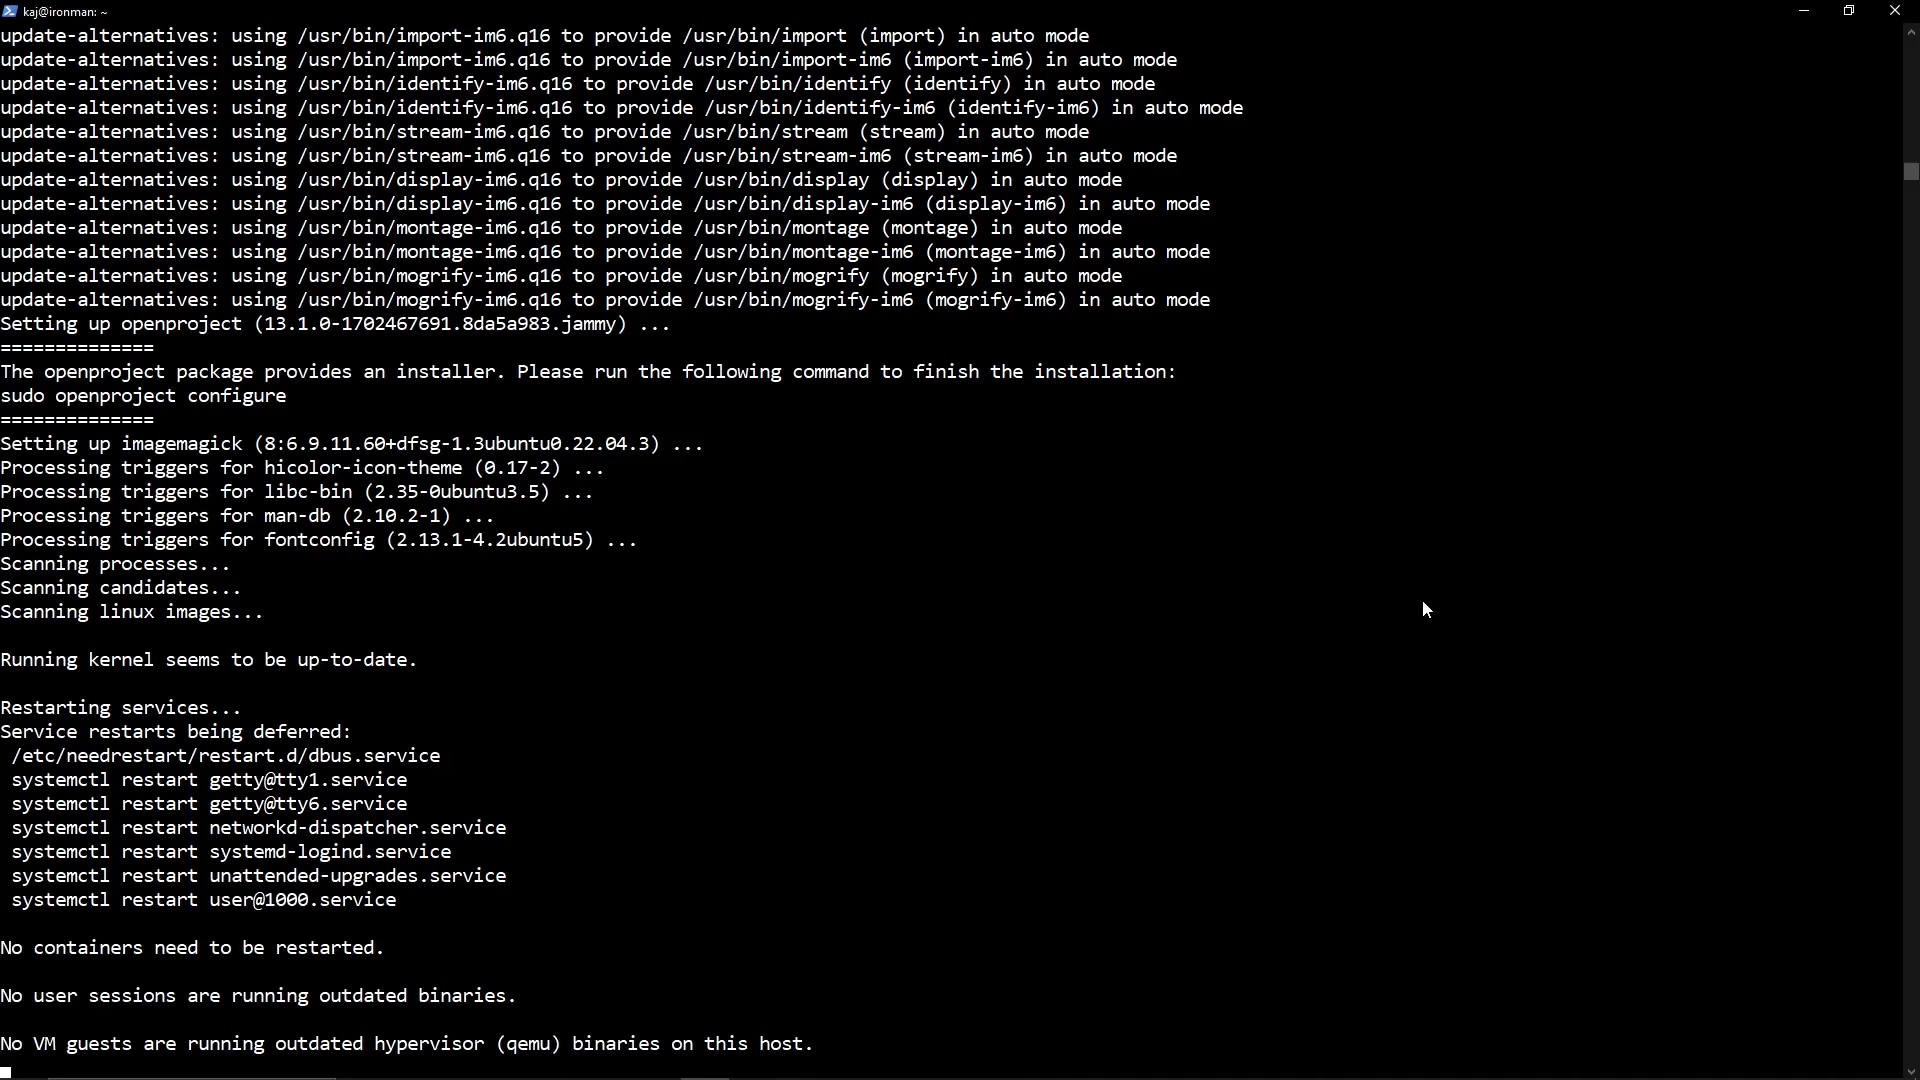 kaj@ironman: ~
update-alternatives: using /usr/bin/import-im6.q16 to provide /usr/bin/import (import) in auto mode
update-alternatives: using /usr/bin/import-im6.q16 to provide /usr/bin/import-im6 (import-im6) in auto mode
update-alternatives: using /usr/bin/identify-im6.q16 to provide /usr/bin/identify (identify) in auto mode
update-alternatives: using /usr/bin/identify-im6.q16 to provide /usr/bin/identify-im6 (identify-im6) in auto mode
update-alternatives: using /usr/bin/stream-im6.q16 to provide /usr/bin/stream (stream) in auto mode
update-alternatives: using /usr/bin/stream-im6.q16 to provide /usr/bin/stream-im6 (stream-im6) in auto mode
update-alternatives: using /usr/bin/display-im6.q16 to provide /usr/bin/display (display) in auto mode
update-alternatives: using /usr/bin/display-im6.q16 to provide /usr/bin/display-im6 (display-im6) in auto mode
update-alternatives: using /usr/bin/montage-im6.q16 to provide /usr/bin/montage (montage) in auto mode
update-alternatives: using /usr/bin/montage-im6.q16 to provide /usr/bin/montage-im6 (montage-im6) in auto mode
update-alternatives: using /usr/bin/mogrify-im6.q16 to provide /usr/bin/mogrify (mogrify) in auto mode
update-alternatives: using /usr/bin/mogrify-im6.q16 to provide /usr/bin/mogrify-im6 (mogrify-im6) in auto mode
Setting up openproject (13.1.0-1702467691.8da5a983.jammy) ...
==============
The openproject package provides an installer. Please run the following command to finish the installation:
sudo openproject configure
==============
Setting up imagemagick (8:6.9.11.60+dfsg-1.3ubuntu0.22.04.3) ...
Processing triggers for hicolor-icon-theme (0.17-2) ...
Processing triggers for libc-bin (2.35-0ubuntu3.5) ...
Processing triggers for man-db (2.10.2-1) ...
Processing triggers for fontconfig (2.13.1-4.2ubuntu5) ...
Scanning processes...
Scanning candidates...
Scanning linux images...
Running kernel seems to be up-to-date.
Restarting services...
Service restarts being deferred:
/etc/needrestart/restart.d/dbus.service
systemctl restart getty@tty1.service
systemctl restart getty@tty6.service
systemctl restart networkd-dispatcher.service
systemctl restart systemd-logind.service
systemctl restart unattended-upgrades.service
systemctl restart user@1000.service
No containers need to be restarted.
No user sessions are running outdated binaries.
No VM guests are running outdated hypervisor (qemu) binaries on this host.